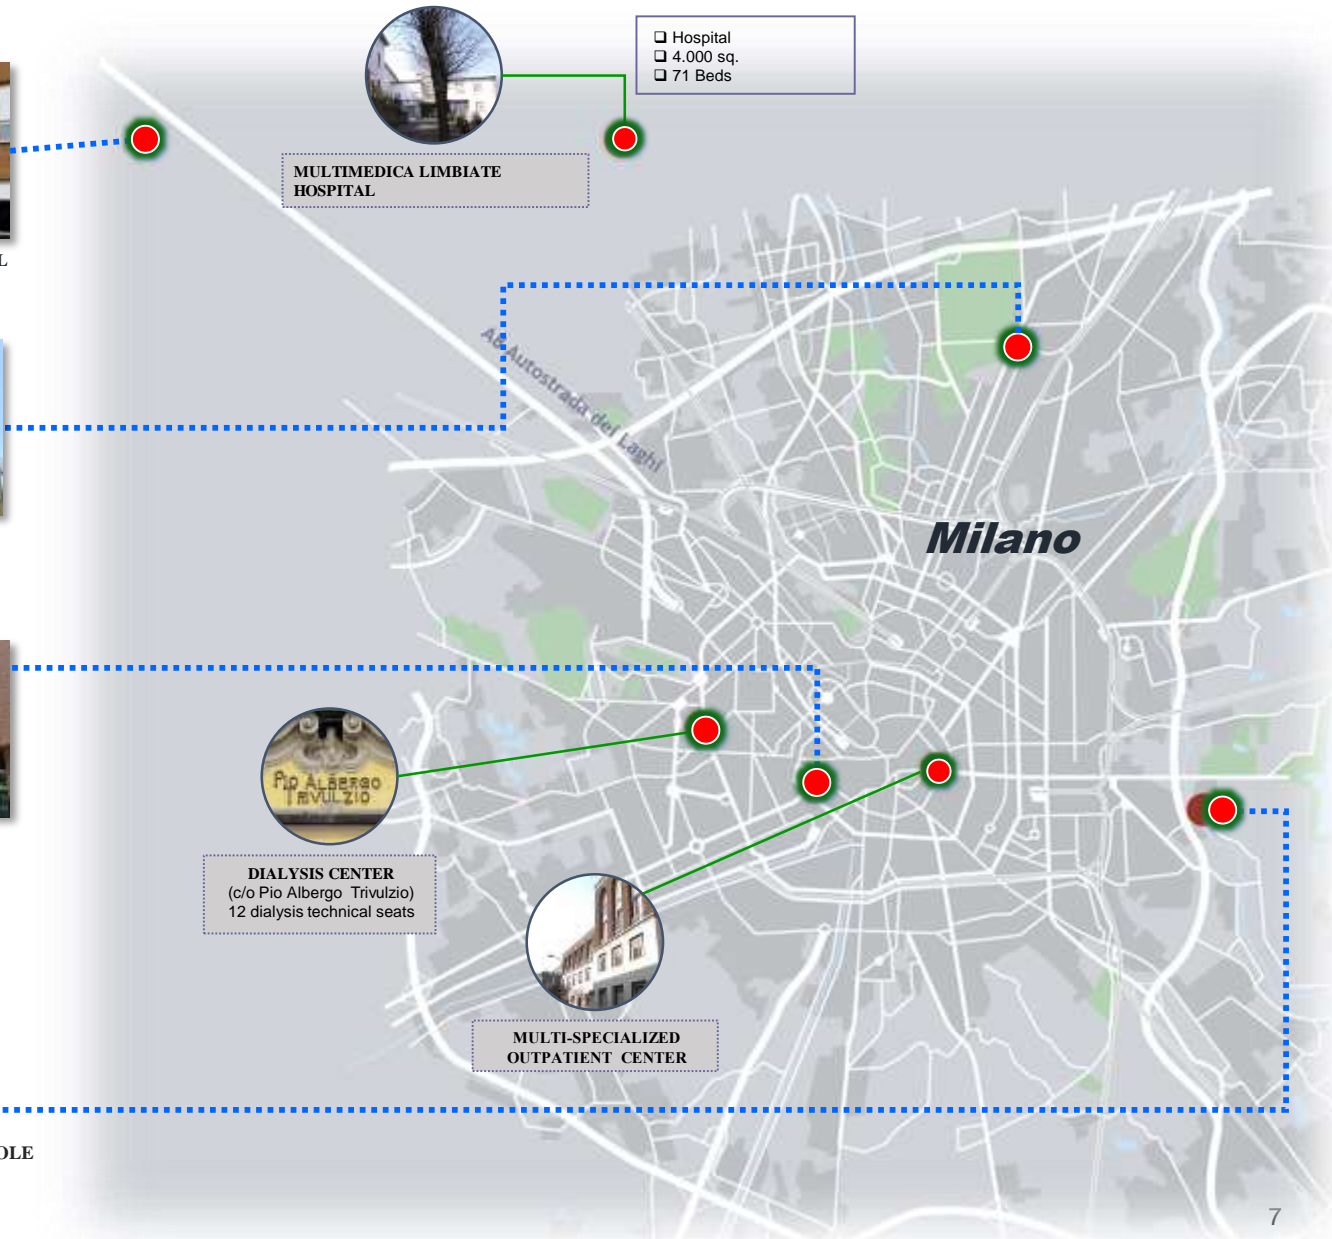 ❑ Hospital
❑ 4.000 sq.
❑ 71 Beds
MULTIMEDICA LIMBIATE
HOSPITAL
L
A8 Autostrada dei Laghi
Milano
PIO ALBERGO
TRIVULZIO
DIALYSIS CENTER
(c/o Pio Albergo Trivulzio)
12 dialysis technical seats
MULTI-SPECIALIZED
OUTPATIENT CENTER
OLE
7